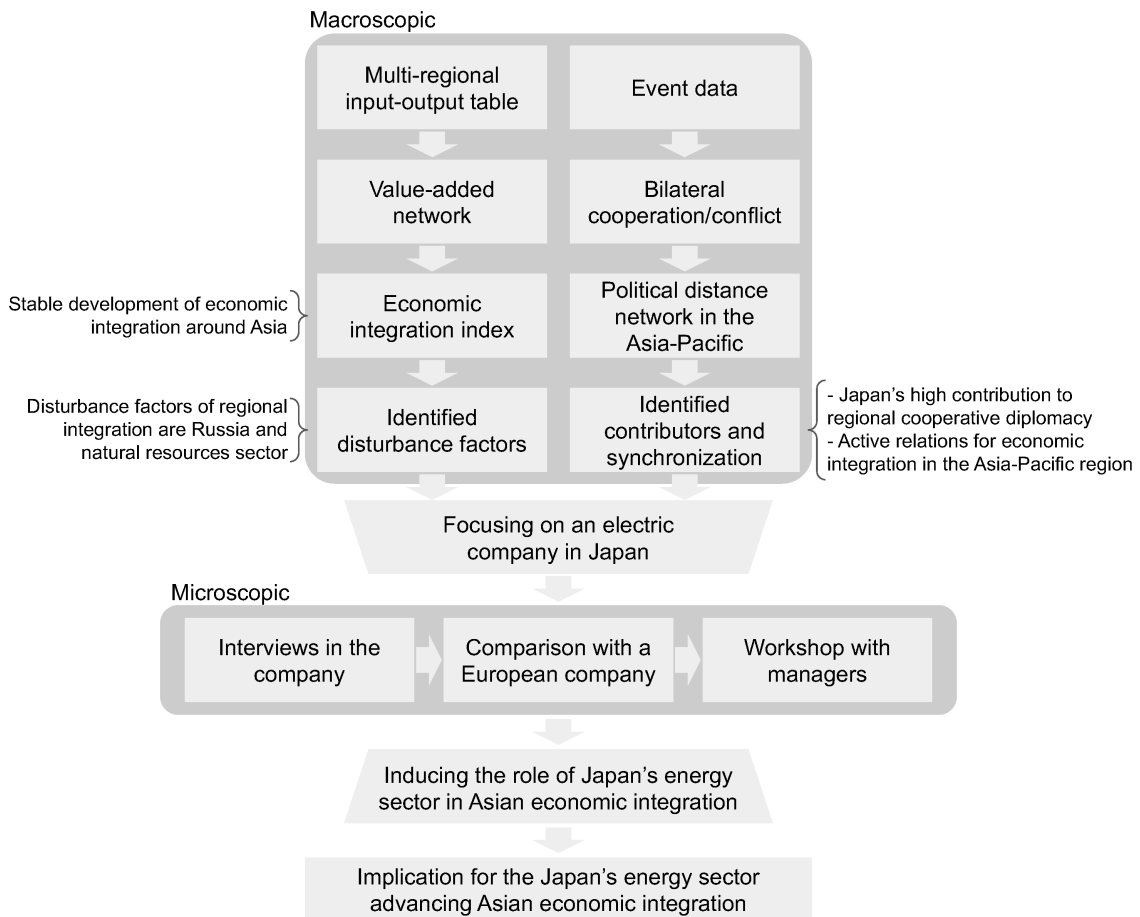 Macroscopic
Multi-regional
input-output table
Event data
Value-added
network
Bilateral
cooperation/conflict
Stable development of economic
integration around Asia
Economic
integration index
Political distance
network in the
Asia-Pacific
Disturbance factors of regional
integration are Russia and
natural resources sector
Identified
disturbance factors
Identified
contributors and
synchronization
- Japan’s high contribution to
regional cooperative diplomacy
- Active relations for economic
integration in the Asia-Pacific region
Focusing on an electric
company in Japan
Microscopic
Interviews in the
company
Comparison with a
European company
Workshop with
managers
Inducing the role of Japan’s energy
sector in Asian economic integration
Implication for the Japan’s energy sector
advancing Asian economic integration